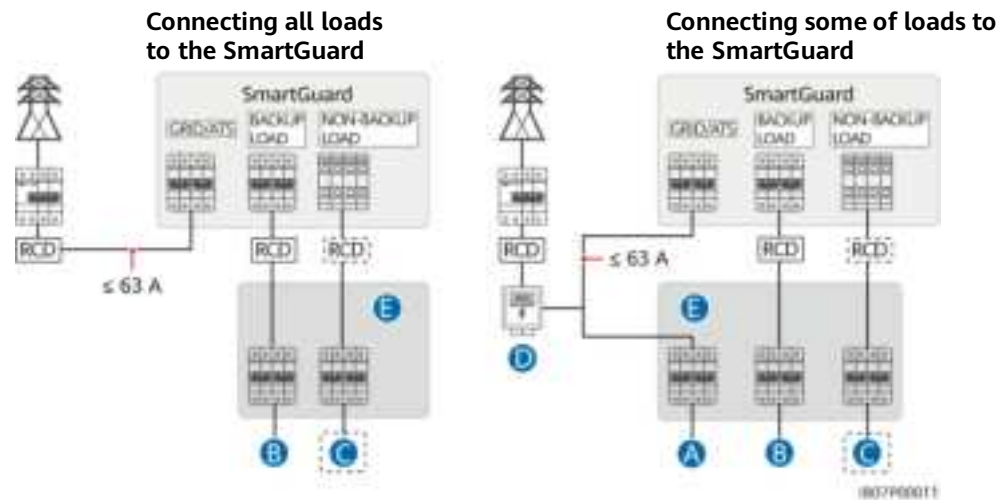 Connecting all loads
to the SmartGuard
SmartGuard
GRID/ATS
BACKUP
LOAD
NON-BACKUP
LOAD
RCD
≤ 63 A
RCD
RCD
E
B
C
Connecting some of loads to
the SmartGuard
SmartGuard
GRID/ATS
BACKUP
LOAD
NON-BACKUP
LOAD
RCD
≤ 63 A
RCD
RCD
D
E
A
B
C
IB07P00011